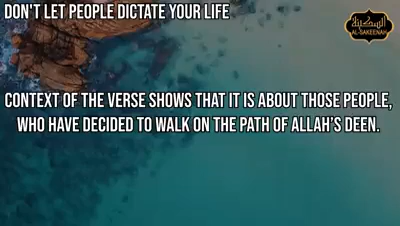 DON'T LET PEOPLE DICTATE YOUR LIFE
السكينة
AL-SAKEENAH
CONTEXT OF THE VERSE SHOWS THAT IT IS ABOUT THOSE PEOPLE,
WHO HAVE DECIDED TO WALK ON THE PATH OF ALLAH'S DEEN.